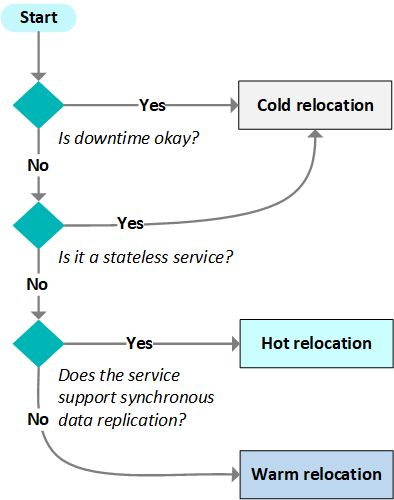 Start
Yes
Cold relocation
Is downtime okay?
No
Yes
Is it a stateless service?
No
Yes
Hot relocation
Does the service
support synchronous
data replication?
No
Warm relocation